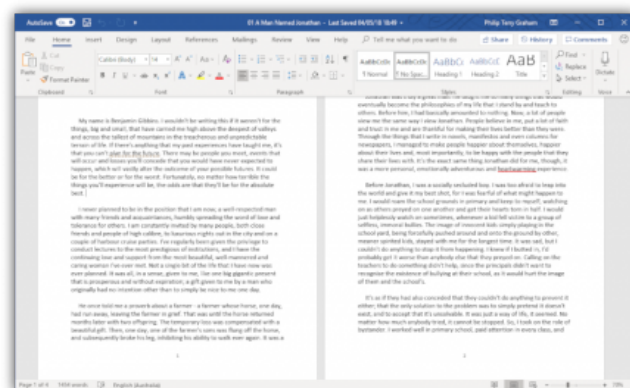 AutoSave
01 A Man Named Jonathan - Last Saved 04/05/18 18:49
Philip Terry Graham
File Home Insert Design Layout References Mailings Review View Help Tell me what you want to do Share History Comments
Paste
Cut
Copy
Format Painter
Calibri (Body)
AaBbCcDc AaBbCcDc AaBbCc AaBbCcC AaB
¶ Normal ¶ No Spac... Heading 1 Heading 2 Title
Find
Replace
Select
Dictate
Clipboard Font Paragraph Styles Editing Voice
My name is Benjamin Gibbins. I wouldn't be writing this if it weren't for the
things, big and small, that have carried me high above the deepest of valleys
and across the tallest of mountains in the treacherous and unpredictable
terrain of life. If there's anything that my past experiences have taught me, it's
that you can't plan for the future. There may be people you meet, events that
will occur and losses you'll concede that you would have never expected to
happen, which will vastly alter the outcome of your possible futures. It could
be for the better or for the worst. Fortunately, no matter how terrible the
things you'll experience will be, the odds are that they'll be for the absolute
best.
I never planned to be in the position that I am now; a well-respected man
with many friends and acquaintances, humbly spreading the word of love and
tolerance for others. I am constantly invited by many people, both close
friends and people of high calibre, to luxurious nights out in the city and on a
couple of harbour cruise parties. I've regularly been given the privilege to
conduct lectures to the most prestigious of institutions, and I have the
continuing love and support from the most beautiful, well-mannered and
caring woman I've ever met. Not a single bit of the life that I have now was
ever planned. It was all, in a sense, given to me, like one big gigantic present
that is prosperous and without expiration; a gift given to me by a man who
originally had no intention other than to simply be nice to me one day.
He once told me a proverb about a farmer - a farmer whose horse, one day,
had run away, leaving the farmer in grief. That was until the horse returned
months later with two offspring. The temporary loss was compensated with a
beautiful gift. Then, one day, one of the farmer's sons was flung off the horse,
and subsequently broke his leg, inhibiting his ability to walk ever again. It was a
1
eventually become the philosophies of my life that I stand by and teach to
others. Before him, I had basically amounted to nothing. Now, a lot of people
view me the same way I view Jonathan. People believe in me, put a lot of faith
and trust in me and are thankful for making their lives better than they were.
Through the things that I write in novels, manifestos and even columns for
newspapers, I managed to make people happier about themselves, happier
about their lives and, most importantly, to be happy with the people that they
share their lives with. It's the exact same thing Jonathan did for me, though, it
was a more personal, emotionally adventurous and heartwarming experience.
Before Jonathan, I was a socially secluded boy. I was too afraid to leap into
the world and give it my best shot, for I was fearful of what might happen to
me. I would roam the school grounds in primary and keep to myself, watching
on as others preyed on one another and got their hearts torn in half. I would
just helplessly watch on sometimes, whenever a kid fell victim to a group of
selfless, immoral bullies. The image of innocent kids simply playing in the
school yard, being forcefully pushed around and onto the ground by other,
meaner spirited kids, stayed with me for the longest time. It was sad, but I
couldn't do anything to stop it from happening. I knew if I butted in, I'd
probably get it worse than anybody else that they preyed on. Calling on the
teachers to do something didn't help, since the principals didn't want to
recognise the existence of bullying at their school, as it would hurt the image
of them and the school's.
It's as if they had also conceded that they couldn't do anything to prevent it
either; that the only solution to the problem was to simply pretend it doesn't
exist, and to accept that it's unsolvable. It was just a way of life, it seemed. No
matter how much anybody tried, it cannot be stopped. So, I took on the role of
bystander. I worked well in primary school, paid attention in every class, and
1
Page 1 of 4 English (Australia)